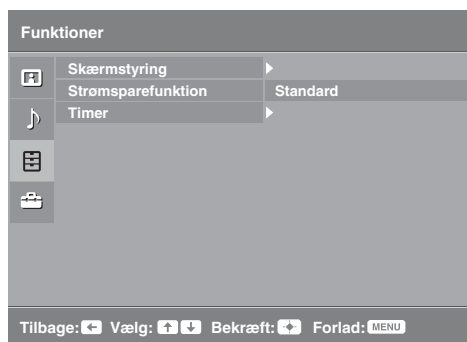 Funktioner
Skærmstyring
Strømsparefunktion Standard
Timer
Tilbage: Vælg: Bekræft: Forlad: MENU